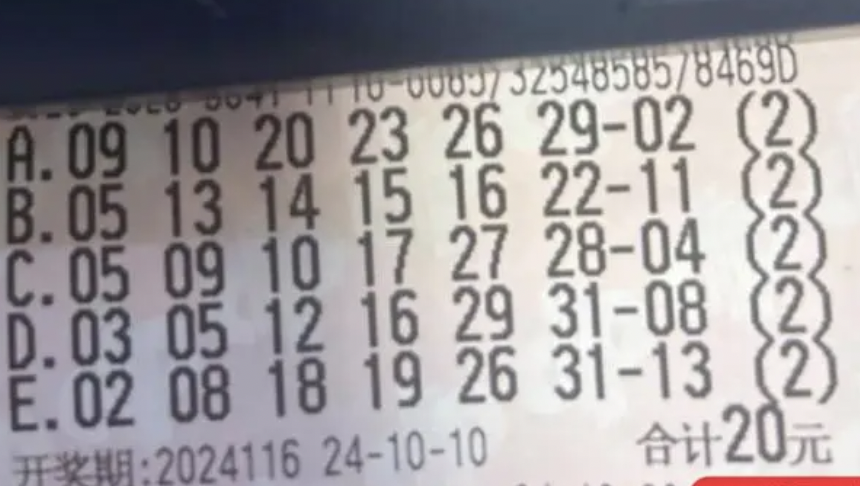 32548585/8469D
A.09 10 20 23 26 29-02 (2)
B.05 13 14 15 16 22-11 (2)
C.05 09 10 17 27 28-04 (2)
D.03 05 12 16 29 31-08 (2)
E.02 08 18 19 26 31-13 (2)
开奖期:2024116 24-10-10 合计20元